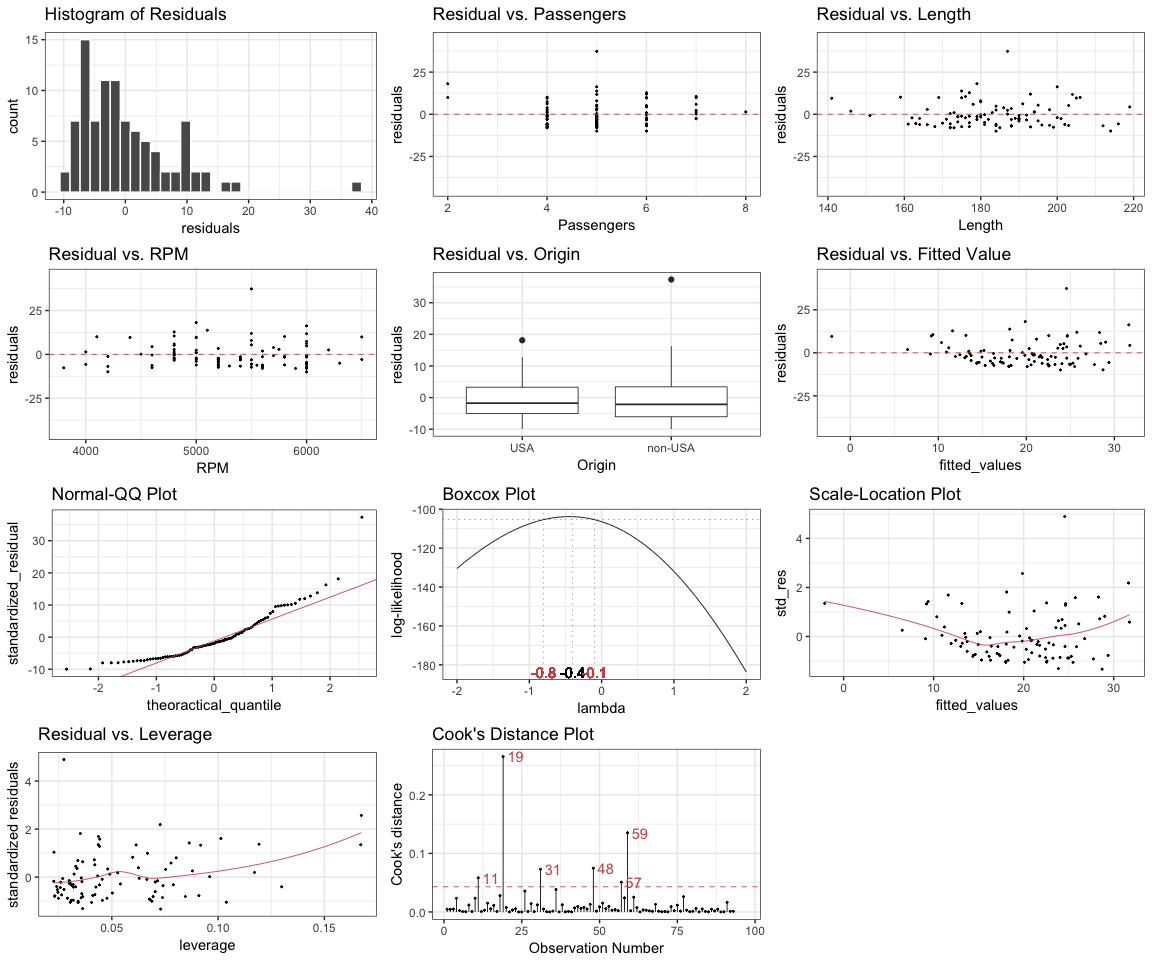 Histogram of Residuals
15
10
5
0
count
-10 0 10 20 30 40
residuals
Residual vs. Passengers
25
0
-25
residuals
2 4 6 8
Passengers
Residual vs. Length
25
0
-25
residuals
140 160 180 200 220
Length
Residual vs. RPM
25
0
-25
residuals
4000 5000 6000
RPM
Residual vs. Origin
30
20
10
0
-10
residuals
USA non-USA
Origin
Residual vs. Fitted Value
25
0
-25
residuals
0 10 20 30
fitted_values
Normal-QQ Plot
30
20
10
0
-10
standardized_residual
-2 -1 0 1 2
theoractical_quantile
Boxcox Plot
-100
-120
-140
-160
-180
log-likelihood
-0.8 -0.4 -0.1
-2 -1 0 1 2
lambda
Scale-Location Plot
4
2
0
std_res
0 10 20 30
fitted_values
Residual vs. Leverage
4
2
0
standardized residuals
0.05 0.10 0.15
leverage
Cook's Distance Plot
0.2
0.1
0.0
Cook's distance
19
59
11
31
48
57
0 25 50 75 100
Observation Number